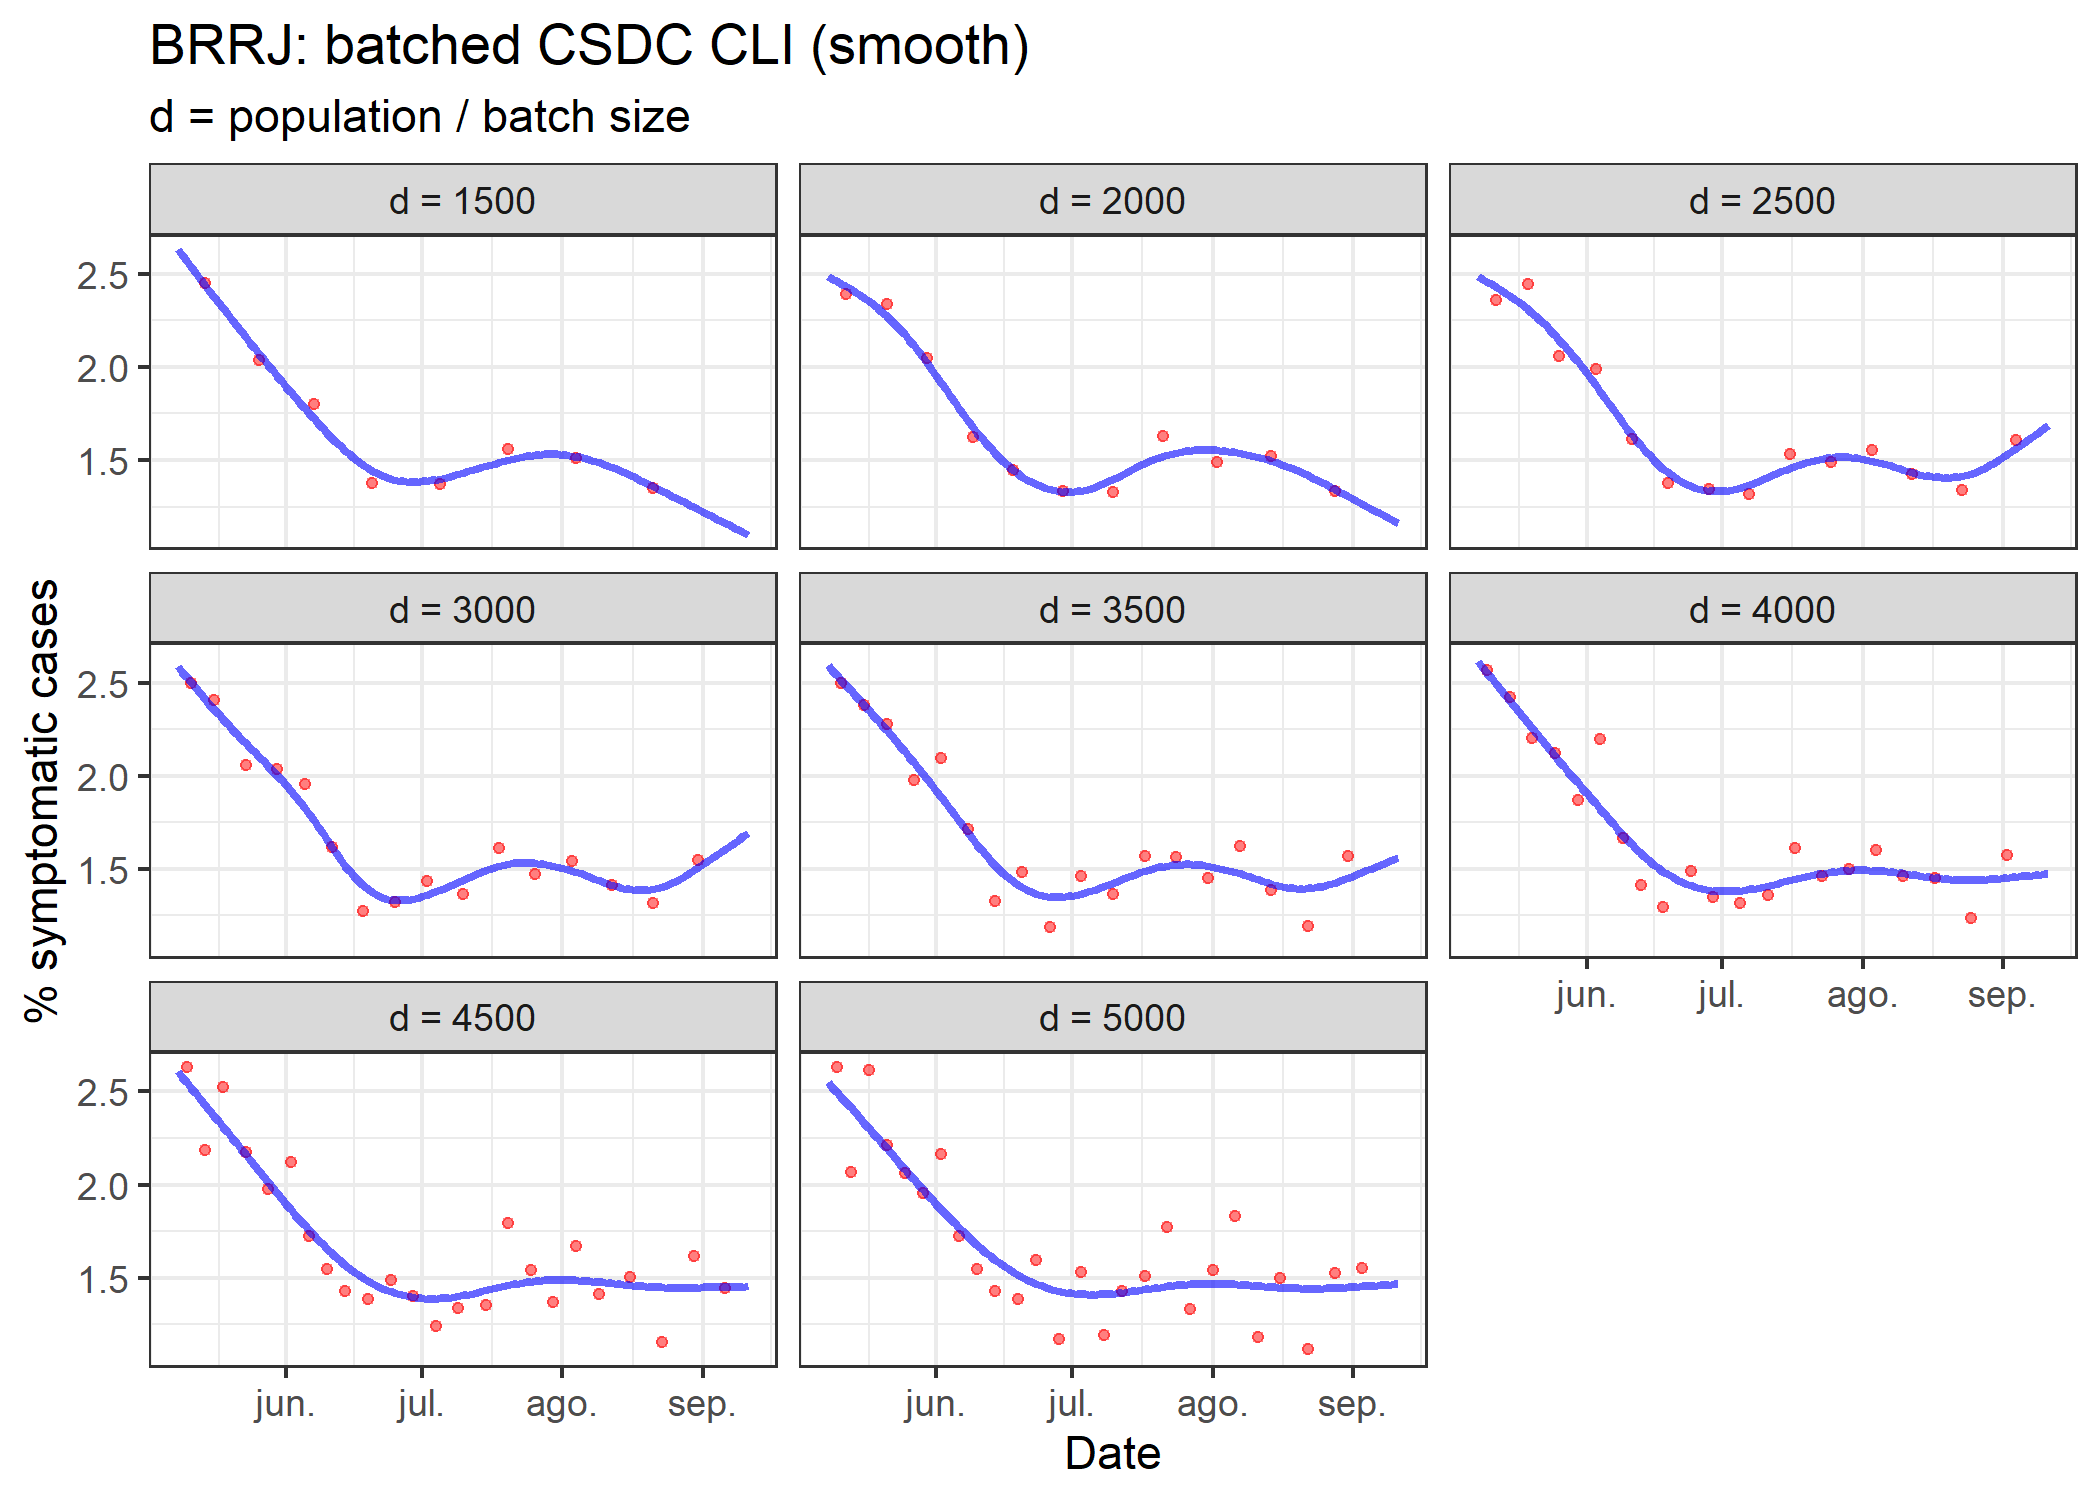 BRRJ: batched CSDC CLI (smooth)
d = population / batch size
d = 1500
d = 2000
d = 2500
2.5
2.0
1.5
d = 3000
d = 3500
d = 4000
2.5
2.0
1.5
jun.
jul.
ago.
sep.
d = 4500
d = 5000
2.5
2.0
1.5
jun.
jul.
ago.
sep.
jun.
jul.
ago.
sep.
% symptomatic cases
Date